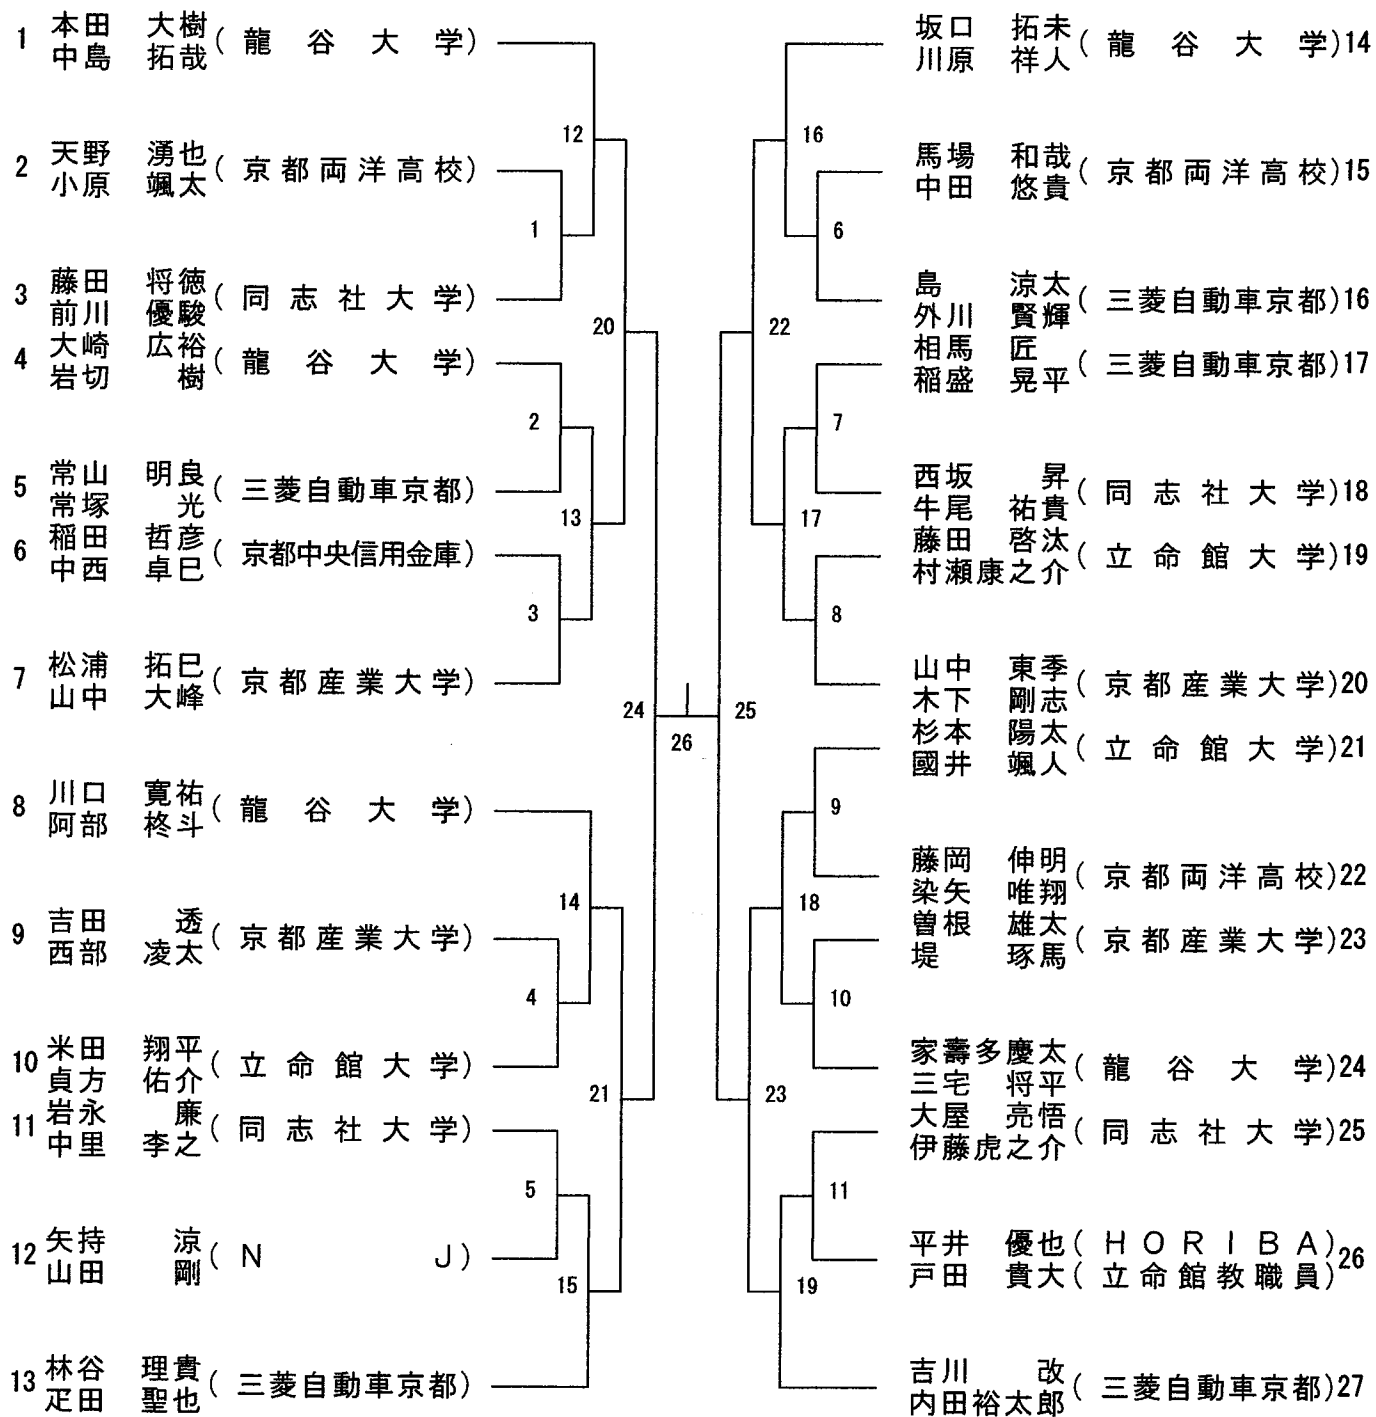 1 本田 大樹 (龍谷大学)
中島 拓哉
2 天野 湧也 (京都両洋高校)
小原 颯太
3 藤田 将徳 (同志社大学)
前川 優駿
4 大崎 広裕 (龍谷大学)
岩切 樹
5 常山 明良 (三菱自動車京都)
常塚 光
6 稲田 哲彦 (京都中央信用金庫)
中西 卓巳
7 松浦 拓巳 (京都産業大学)
山中 大峰
8 川口 寛祐 (龍谷大学)
阿部 柊斗
9 吉田 透 (京都産業大学)
西部 凌太
10 米田 翔平 (立命館大学)
貞方 佑介
11 岩永 廉 (同志社大学)
中里 李之
12 矢持 涼 (NJ)
山田 剛
13 林谷 理貴 (三菱自動車京都)
疋田 聖也
12
1
20
2
13
3
24
14
4
21
5
15
26
坂口 拓未 (龍谷大学) 14
川原 祥人
馬場 和哉 (京都両洋高校) 15
中田 悠貴
島 涼太 (三菱自動車京都) 16
外川 賢輝
相馬 匠 (三菱自動車京都) 17
稲盛 晃平
西坂 昇 (同志社大学) 18
牛尾 祐貴
藤田 啓汰 (立命館大学) 19
村瀬康之介
山中 東季 (京都産業大学) 20
木下 剛志
杉本 陽太 (立命館大学) 21
國井 颯人
藤岡 伸明 (京都両洋高校) 22
染矢 唯翔
曽根 雄太 (京都産業大学) 23
堤 琢馬
家壽多慶太 (龍谷大学) 24
三宅 将平
大屋 亮悟 (同志社大学) 25
伊藤虎之介
平井 優也 (HORIBA) 26
戸田 貴大 (立命館教職員)
吉川 改 (三菱自動車京都) 27
内田裕太郎
16
6
22
7
17
8
25
9
18
10
23
11
19